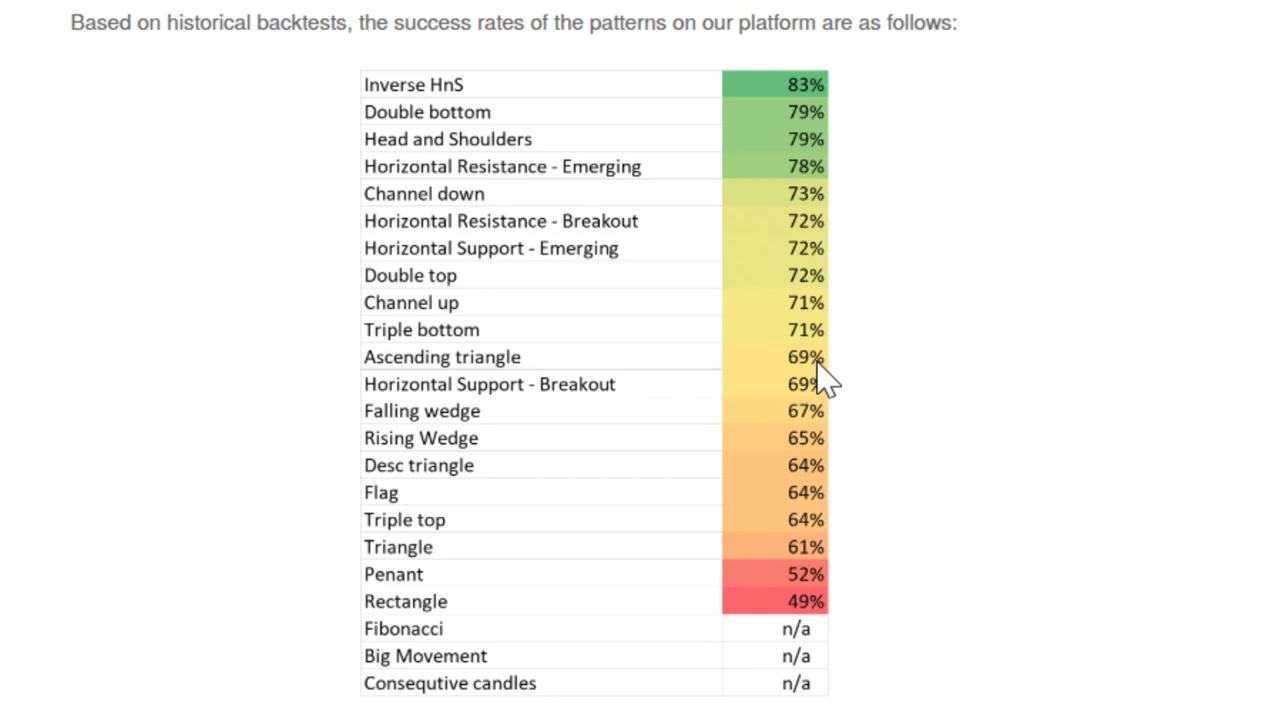 Based on historical backtests, the success rates of the patterns on our platform are as follows:
Inverse HnS 83%
Double bottom 79%
Head and Shoulders 79%
Horizontal Resistance - Emerging 78%
Channel down 73%
Horizontal Resistance - Breakout 72%
Horizontal Support - Emerging 72%
Double top 72%
Channel up 71%
Triple bottom 71%
Ascending triangle 69%
Horizontal Support - Breakout 69%
Falling wedge 67%
Rising Wedge 65%
Desc triangle 64%
Flag 64%
Triple top 64%
Triangle 61%
Penant 52%
Rectangle 49%
Fibonacci n/a
Big Movement n/a
Consequtive candles n/a